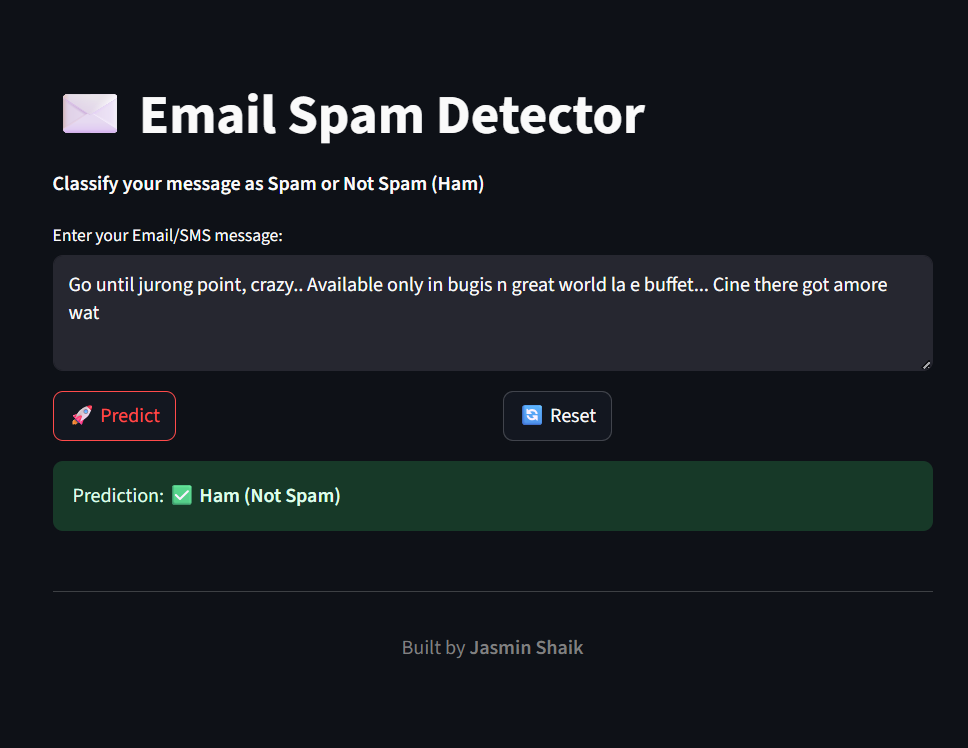 Email Spam Detector
Classify your message as Spam or Not Spam (Ham)
Enter your Email/SMS message:
Go until jurong point, crazy.. Available only in bugis n great world la e buffet... Cine there got amore
wat
Predict
Reset
Prediction: ✅ Ham (Not Spam)
Built by Jasmin Shaik